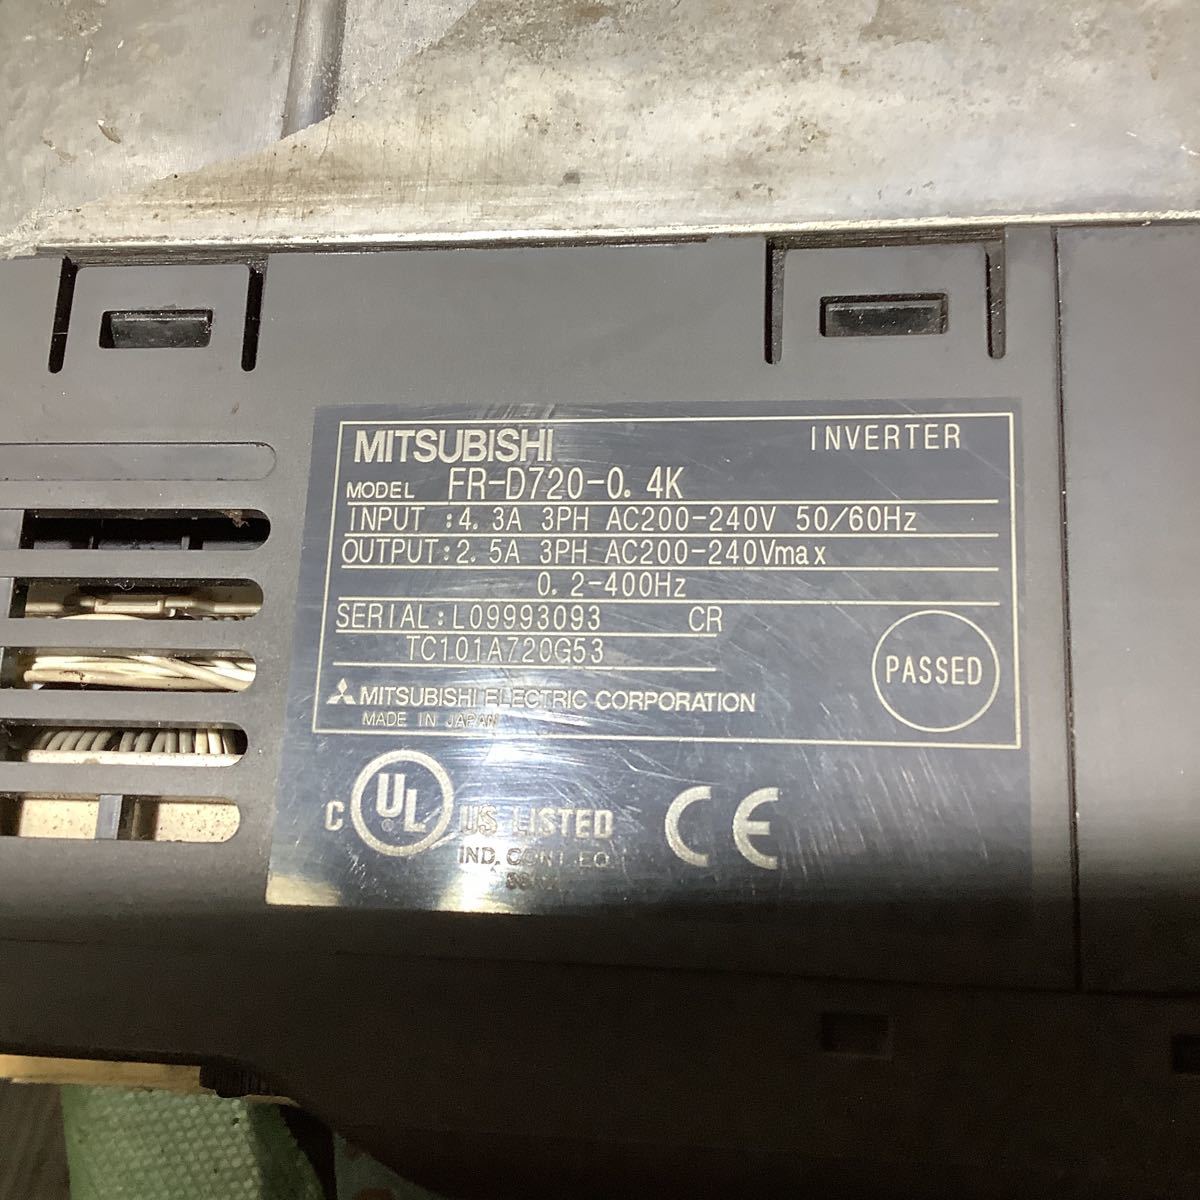 MITSUBISHI INVERTER
MODEL FR-D720-0.4K
INPUT :4.3A 3PH AC200-240V 50/60Hz
OUTPUT:2.5A 3PH AC200-240Vmax
0.2-400Hz
SERIAL:L09993093 CR
TC101A720G53
PASSED
MITSUBISHI ELECTRIC CORPORATION
MADE IN JAPAN
C UL ® US LISTED
IND. CONT. EQ.
CE